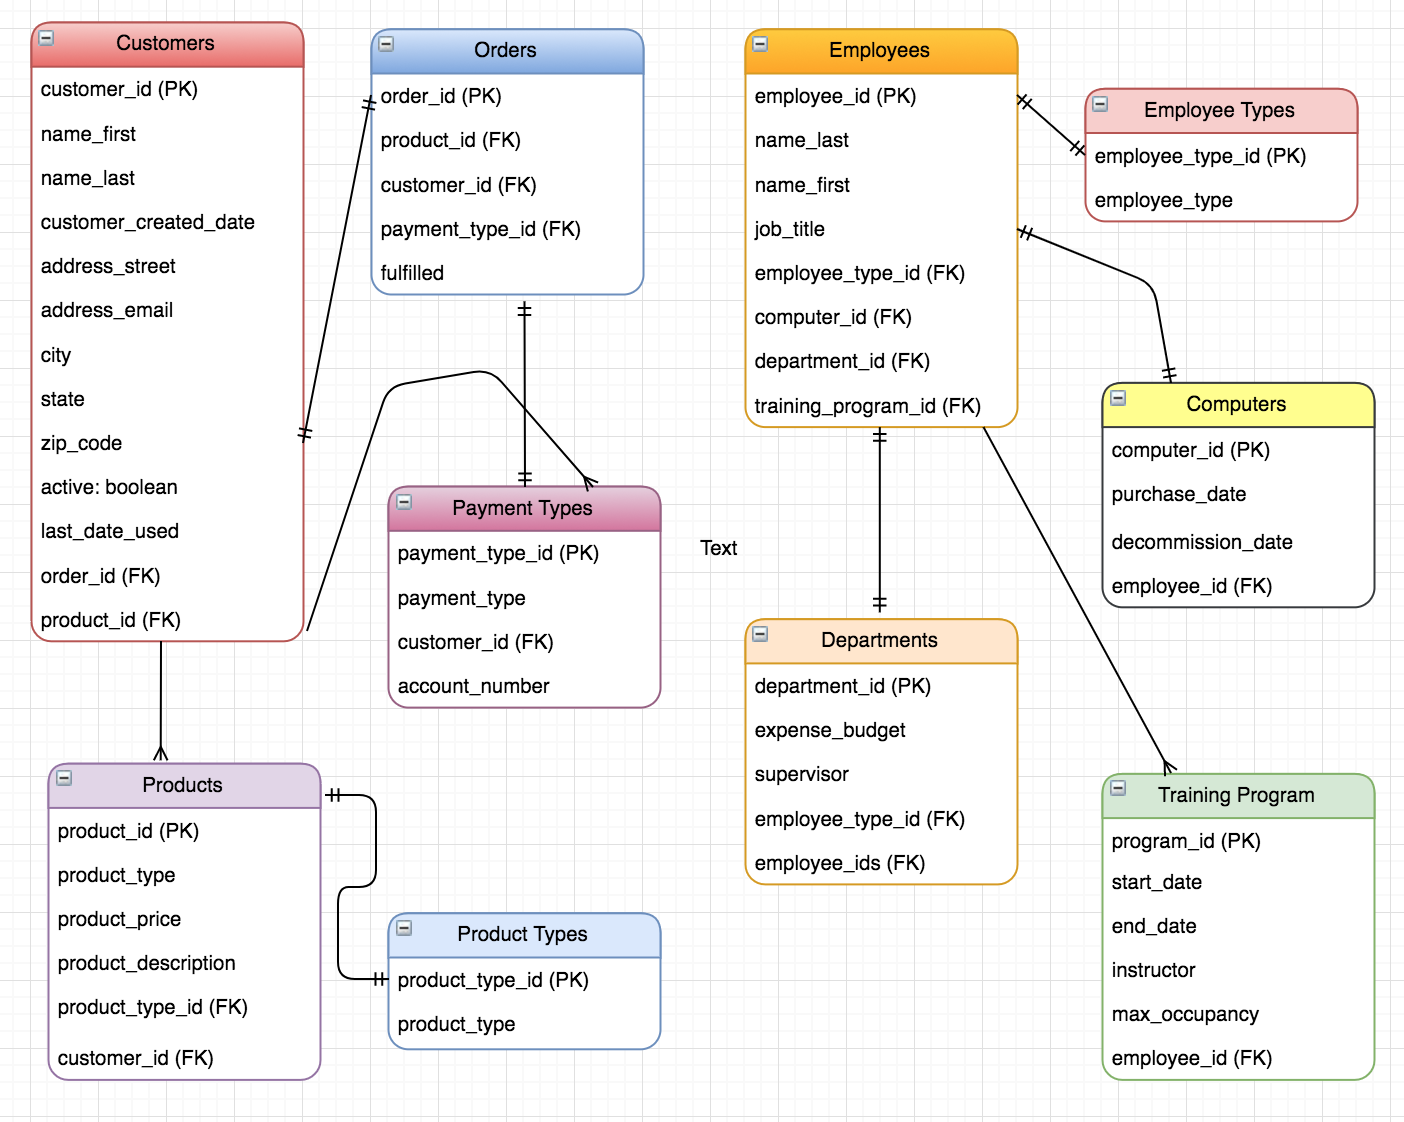 Customers
customer_id (PK)
name_first
name_last
customer_created_date
address_street
address_email
city
state
zip_code
active: boolean
last_date_used
order_id (FK)
product_id (FK)
Orders
order_id (PK)
product_id (FK)
customer_id (FK)
payment_type_id (FK)
fulfilled
Employees
employee_id (PK)
name_last
name_first
job_title
employee_type_id (FK)
computer_id (FK)
department_id (FK)
training_program_id (FK)
Employee Types
employee_type_id (PK)
employee_type
Computers
computer_id (PK)
purchase_date
decommission_date
employee_id (FK)
Payment Types
payment_type_id (PK)
payment_type
customer_id (FK)
account_number
Text
Departments
department_id (PK)
expense_budget
supervisor
employee_type_id (FK)
employee_ids (FK)
Products
product_id (PK)
product_type
product_price
product_description
product_type_id (FK)
customer_id (FK)
Product Types
product_type_id (PK)
product_type
Training Program
program_id (PK)
start_date
end_date
instructor
max_occupancy
employee_id (FK)